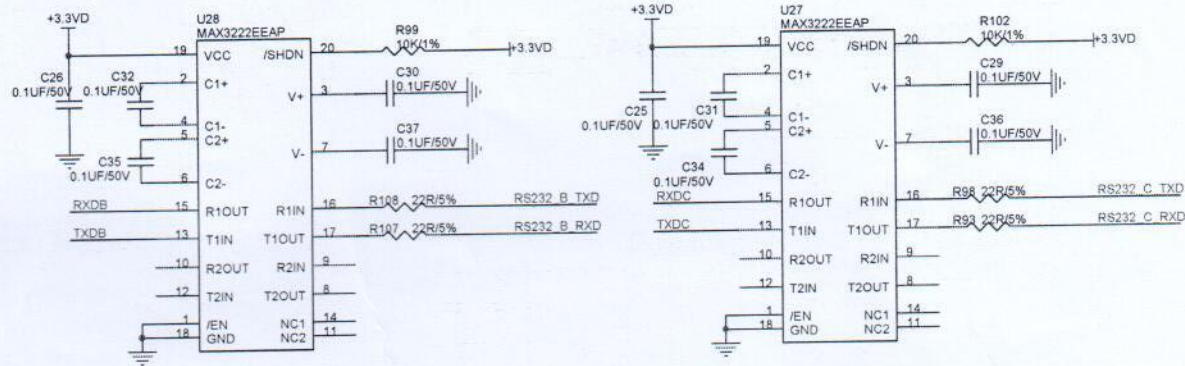 +3.3VD
U28
MAX3222EEAP
19 VCC /SHDN 20
R99
10K/1%
+3.3VD
C26
0.1UF/50V
C32
0.1UF/50V
2 C1+
4 C1-
5 C2+
6 C2-
C35
0.1UF/50V
V+ 3
C30
0.1UF/50V
V- 7
C37
0.1UF/50V
RXDB 15 R1OUT R1IN 16 R108 22R/5% RS232_B_TXD
TXDB 13 T1IN T1OUT 17 R107 22R/5% RS232_B_RXD
10 R2OUT R2IN 9
12 T2IN T2OUT 8
1 /EN NC1 14
18 GND NC2 11
+3.3VD
U27
MAX3222EEAP
19 VCC /SHDN 20
R102
10K/1%
+3.3VD
C25
0.1UF/50V
C31
0.1UF/50V
2 C1+
4 C1-
5 C2+
6 C2-
C34
0.1UF/50V
V+ 3
C29
0.1UF/50V
V- 7
C36
0.1UF/50V
RXDC 15 R1OUT R1IN 16 R98 22R/5% RS232_C_TXD
TXDC 13 T1IN T1OUT 17 R93 22R/5% RS232_C_RXD
10 R2OUT R2IN 9
12 T2IN T2OUT 8
1 /EN NC1 14
18 GND NC2 11